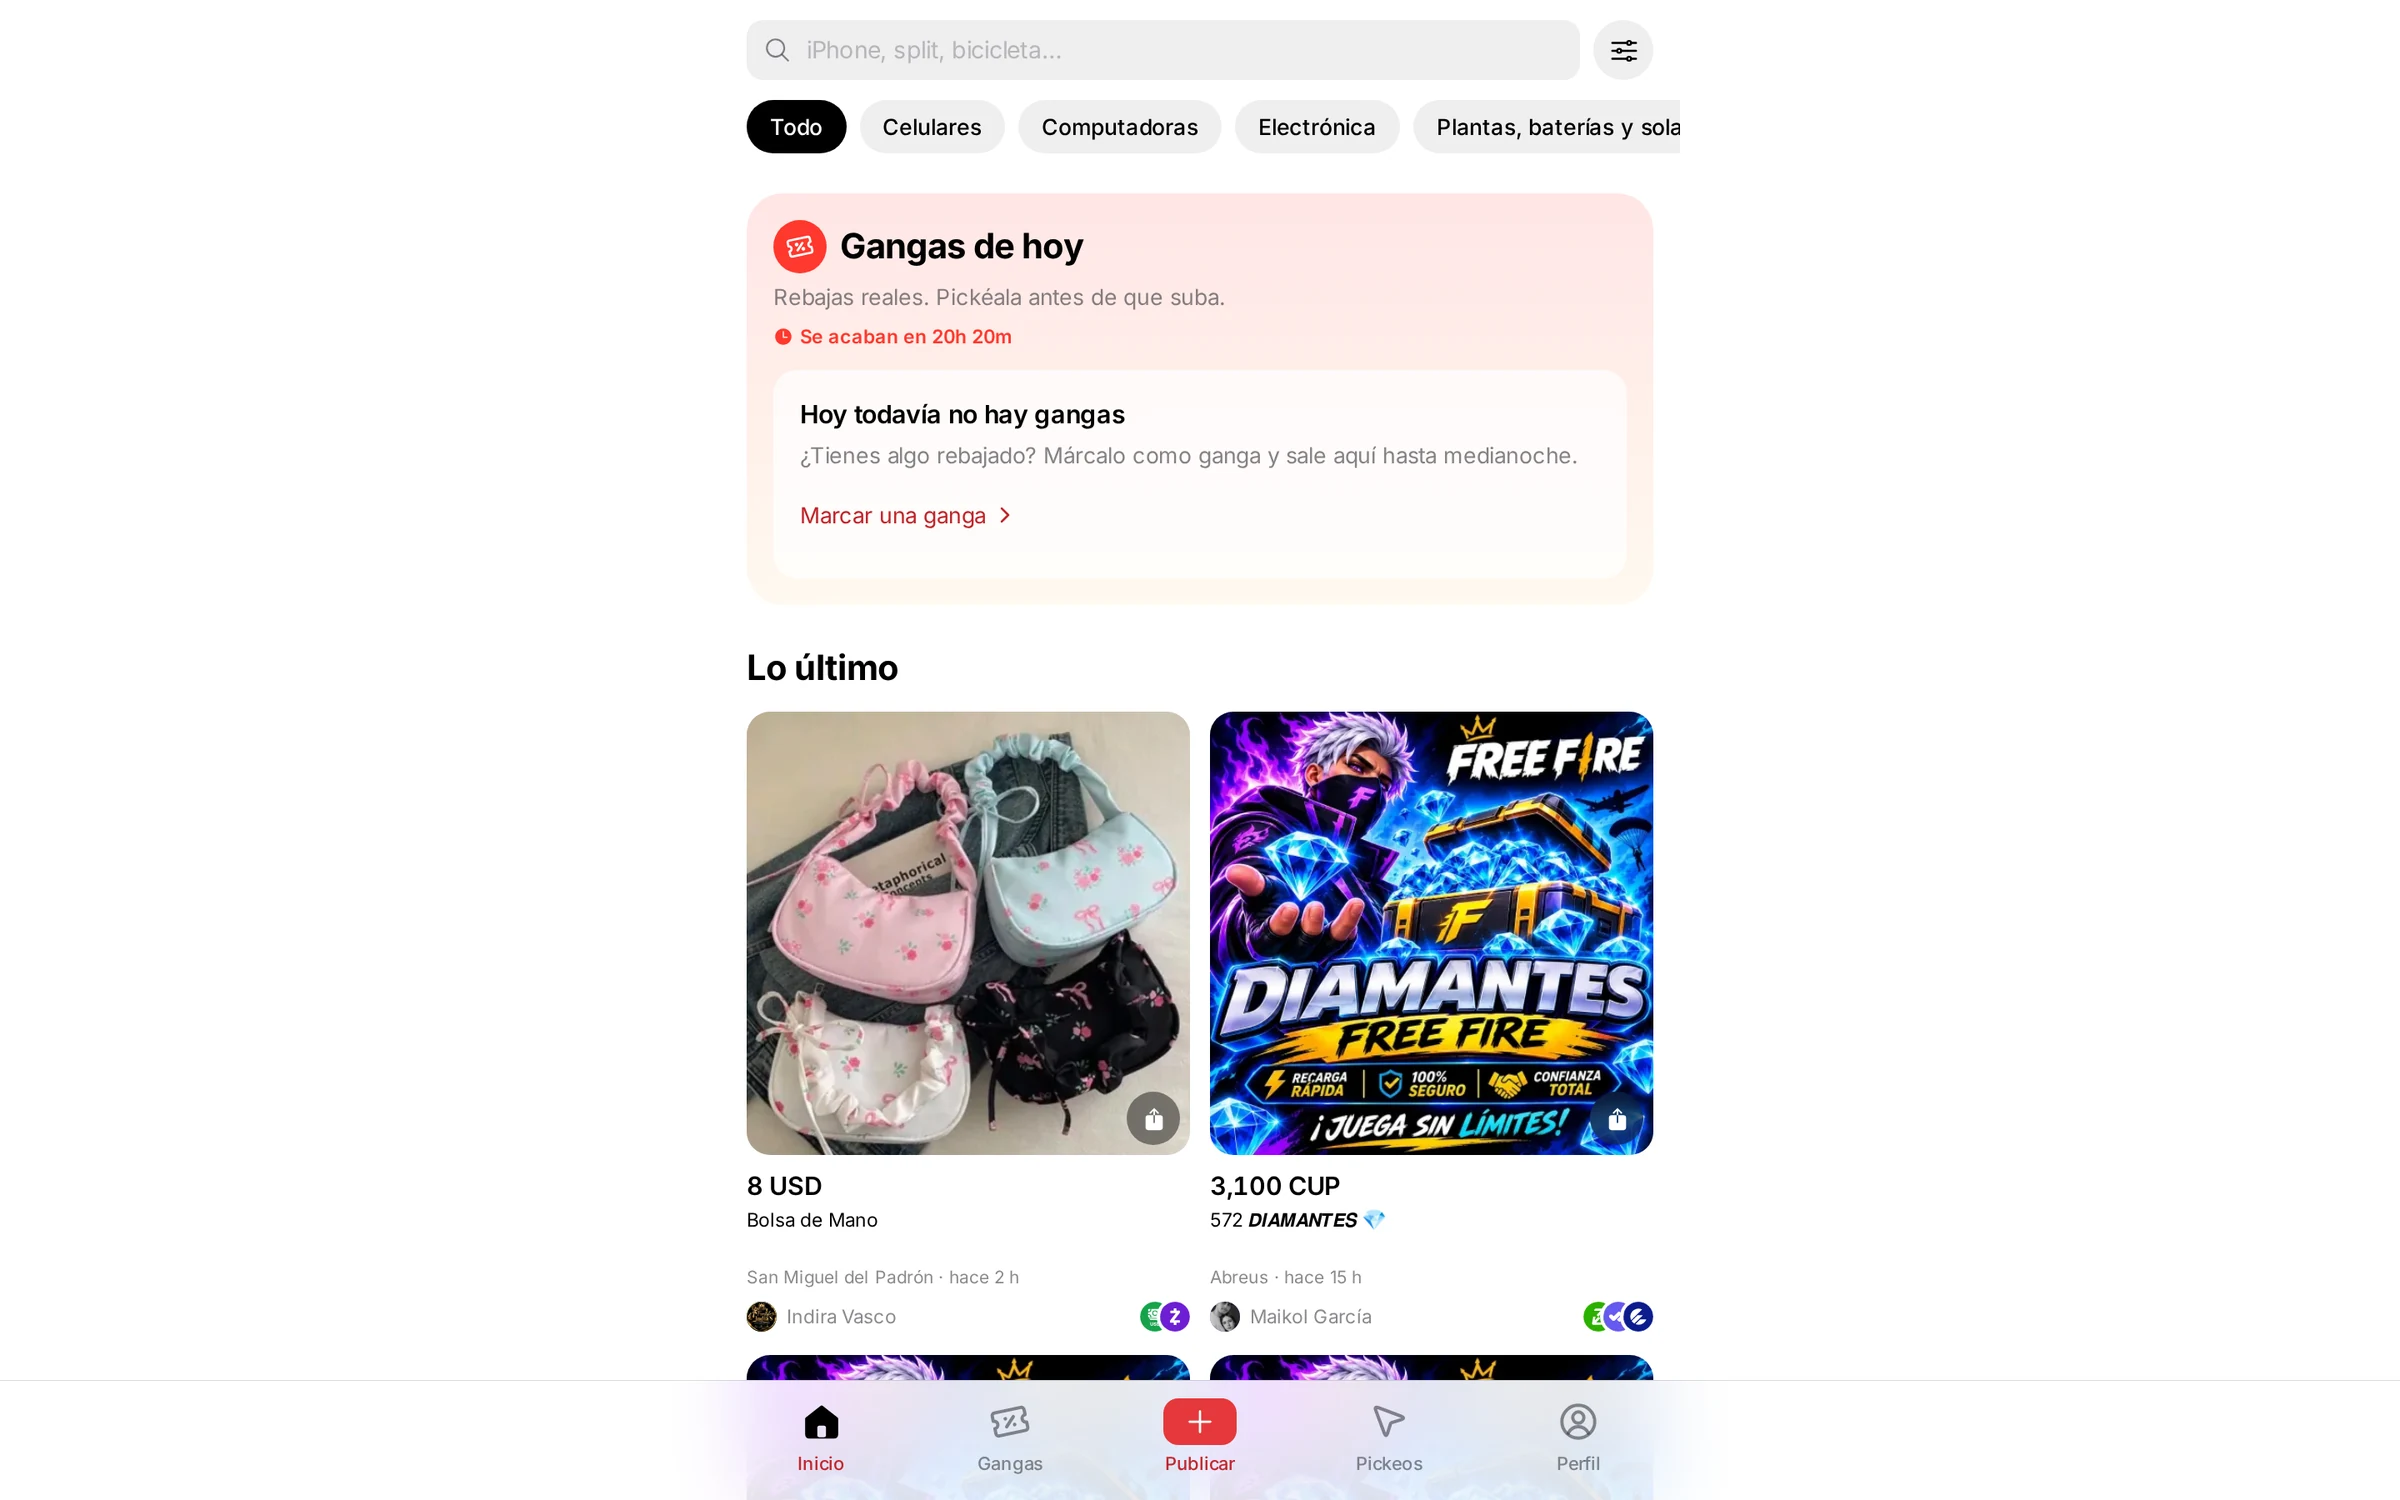 iPhone, split, bicicleta...
Todo
Celulares
Computadoras
Electrónica
Plantas, baterías y sola
Gangas de hoy
Rebajas reales. Pickéala antes de que suba.
Se acaban en 20h 20m
Hoy todavía no hay gangas
¿Tienes algo rebajado? Márcalo como ganga y sale aquí hasta medianoche.
Marcar una ganga
Lo último
FREE FIRE
DIAMANTES
FREE FIRE
RECARGA RÁPIDA
100% SEGURO
CONFIANZA TOTAL
¡JUEGA SIN LÍMITES!
8 USD
Bolsa de Mano
San Miguel del Padrón · hace 2 h
Indira Vasco
3,100 CUP
572 DIAMANTES 💎
Abreus · hace 15 h
Maikol García
Inicio
Gangas
Publicar
Pickeos
Perfil